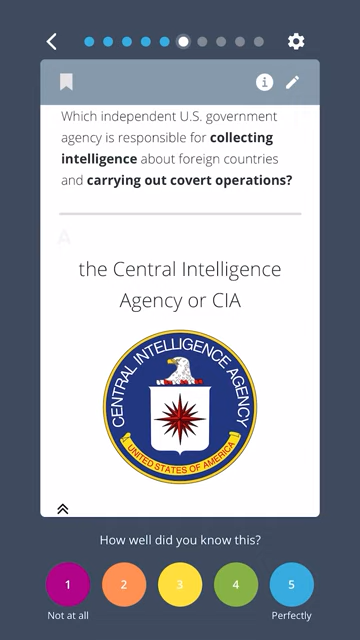 Which independent U.S. government
agency is responsible for collecting
intelligence about foreign countries
and carrying out covert operations?
A
the Central Intelligence
Agency or CIA
CENTRAL INTELLIGENCE AGENCY
UNITED STATES OF AMERICA
How well did you know this?
1 2 3 4 5
Not at all Perfectly